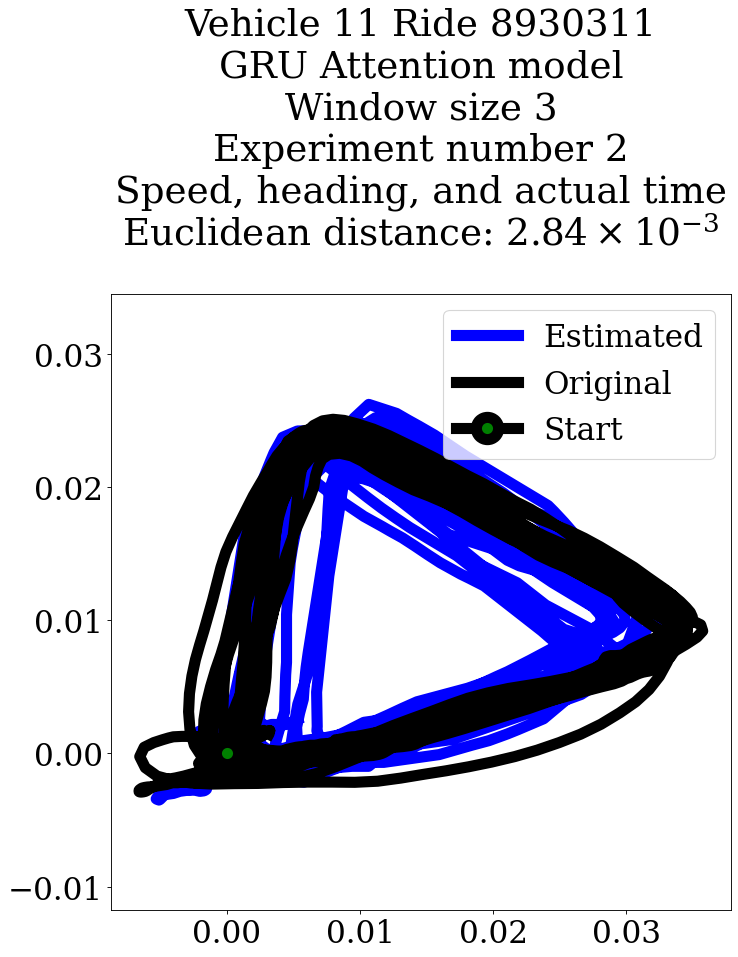 Vehicle 11 Ride 8930311
GRU Attention model
Window size 3
Experiment number 2
Speed, heading, and actual time
Euclidean distance: 2.84 × 10⁻³
Estimated
Original
Start
0.03
0.02
0.01
0.00
−0.01
0.00 0.01 0.02 0.03